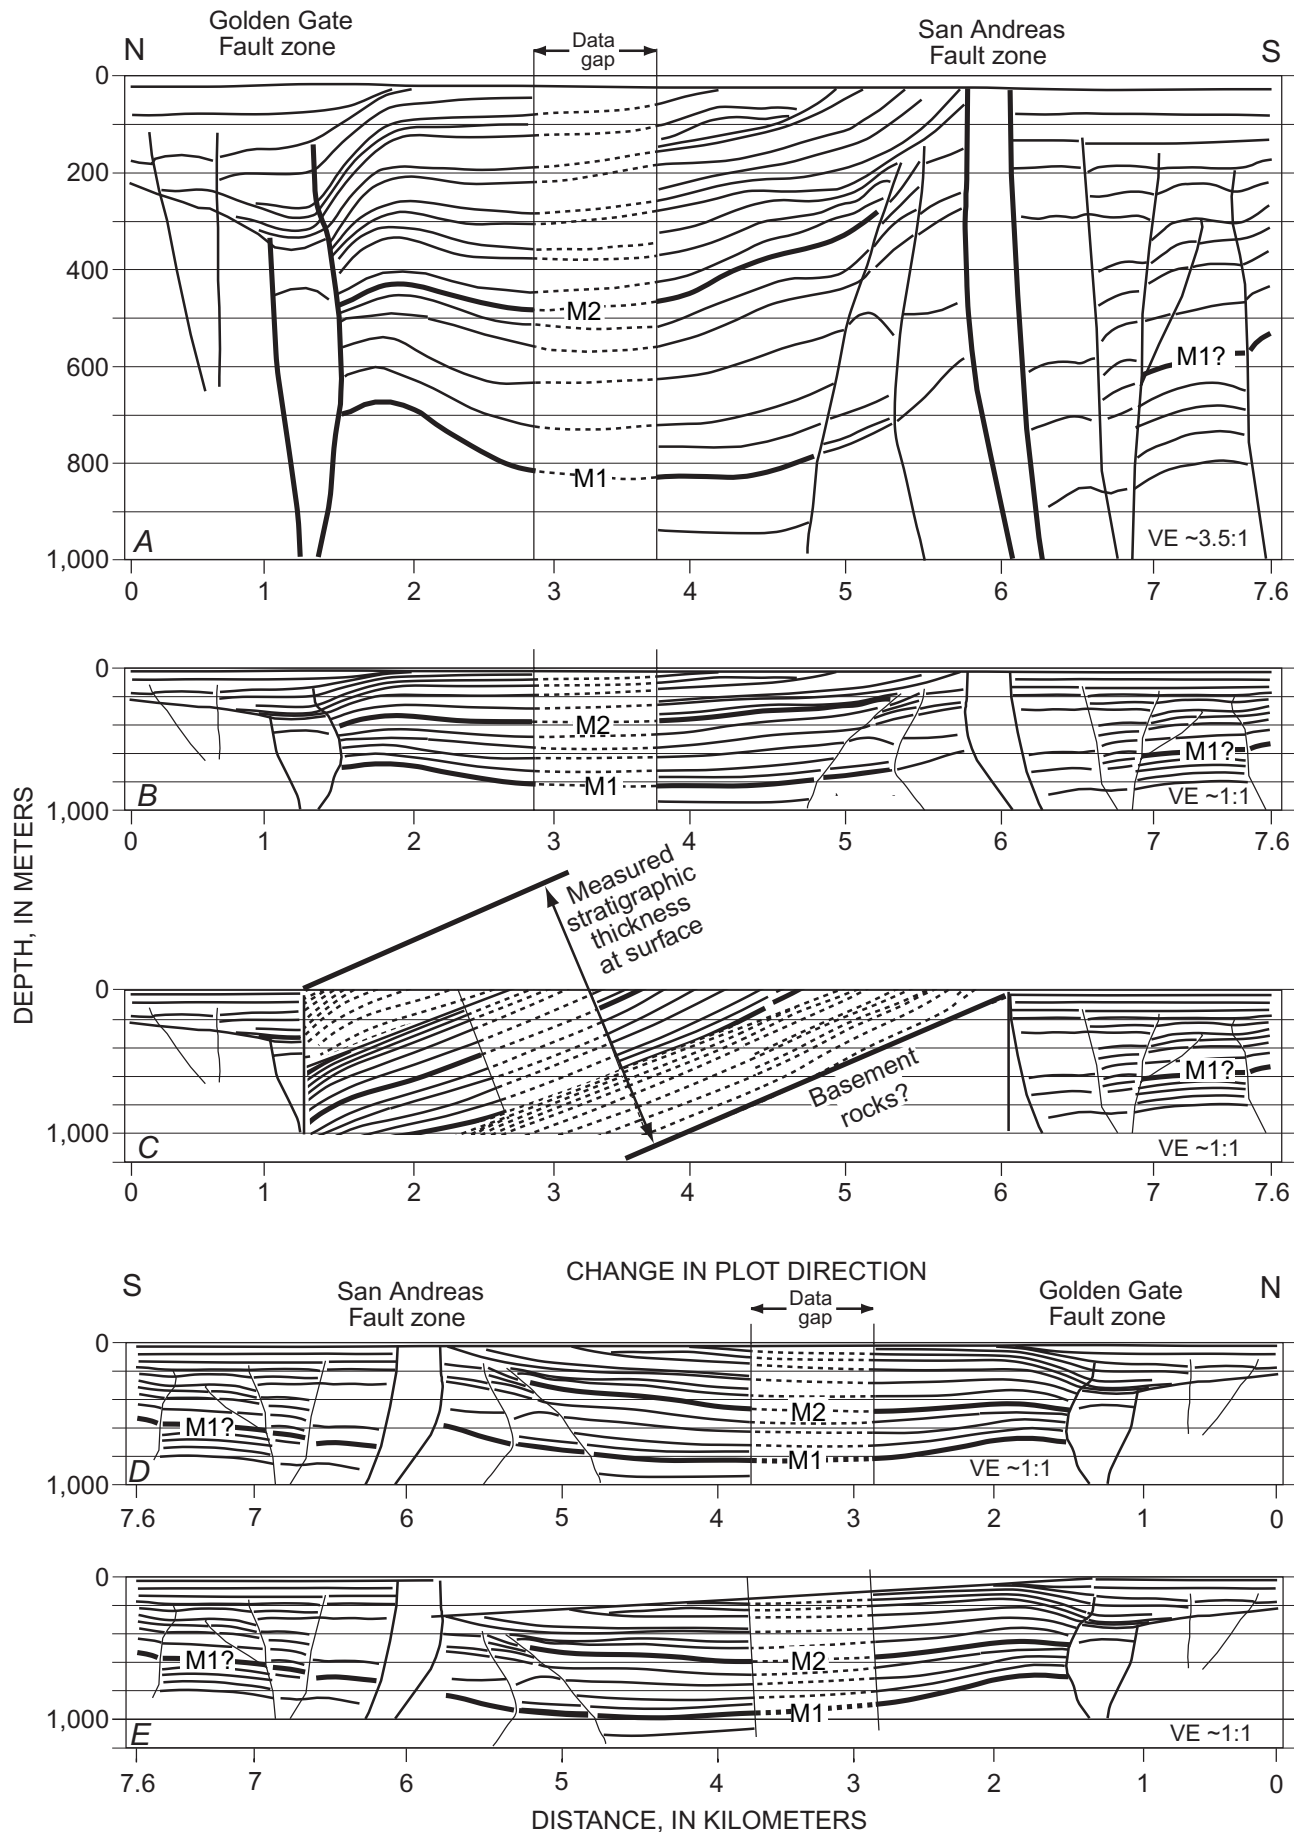 Golden Gate
Fault zone
San Andreas
Fault zone
N
Data
gap
S
0
200
400
600
800
1,000
M2
M1
M1?
A
VE ~3.5:1
0
1
2
3
4
5
6
7
7.6
0
1,000
M2
M1
M1?
B
VE ~1:1
0
1
2
3
4
5
6
7
7.6
DEPTH, IN METERS
Measured
stratigraphic
thickness
at surface
0
1,000
Basement
rocks?
M1?
C
VE ~1:1
0
1
2
3
4
5
6
7
7.6
CHANGE IN PLOT DIRECTION
S
San Andreas
Fault zone
Data
gap
Golden Gate
Fault zone
N
0
1,000
M1?
M2
M1
D
VE ~1:1
7.6
7
6
5
4
3
2
1
0
0
1,000
M1?
M2
M1
E
VE ~1:1
7.6
7
6
5
4
3
2
1
0
DISTANCE, IN KILOMETERS